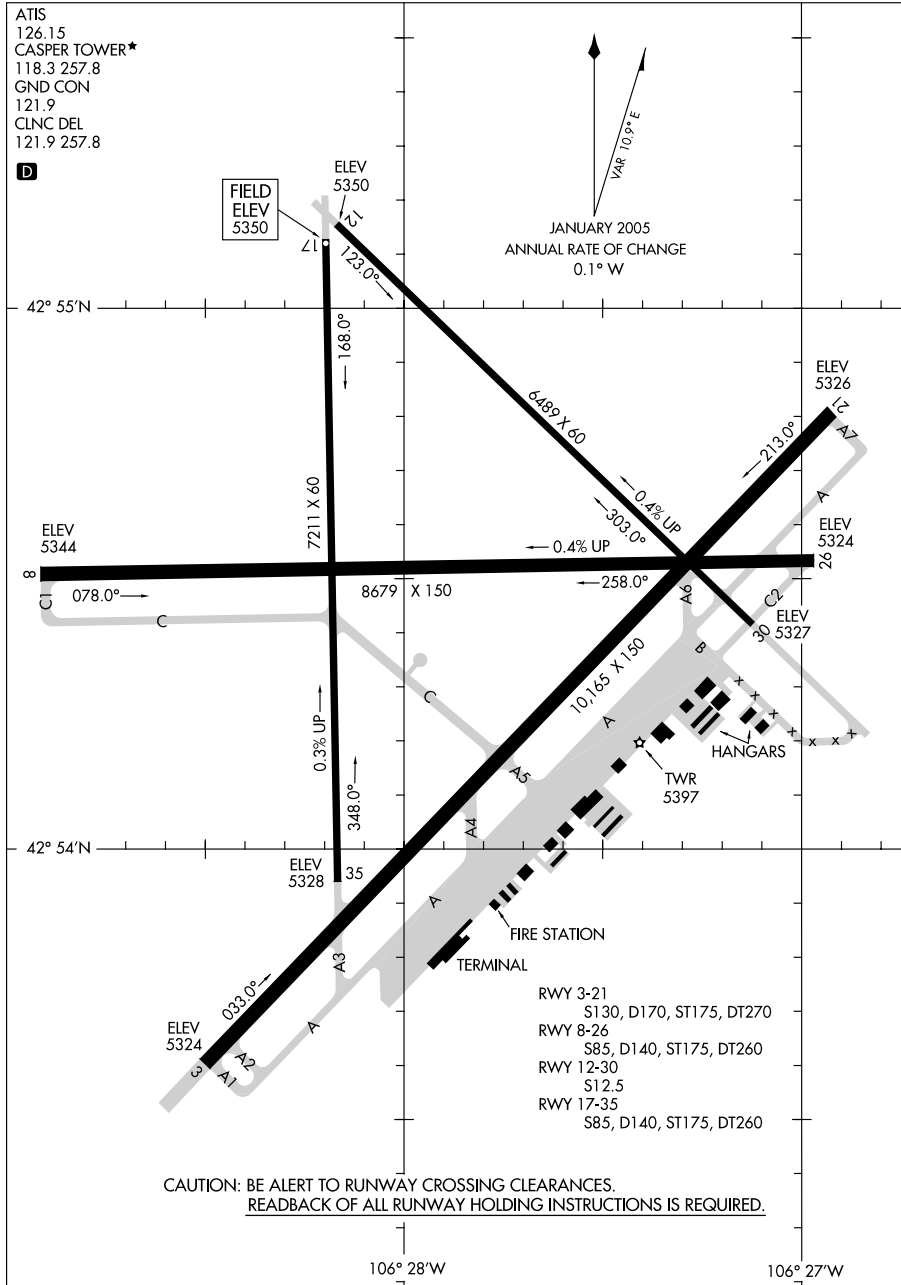 ATIS
126.15
CASPER TOWER★
118.3 257.8
GND CON
121.9
CLNC DEL
121.9 257.8
D
VAR 10.9° E
JANUARY 2005
ANNUAL RATE OF CHANGE
0.1° W
FIELD
ELEV
5350
ELEV
5350
17
12
123.0°
42° 55'N
168.0°
ELEV
5326
21
A7
6489 X 60
213.0°
7211 X 60
0.4% UP
303.0°
A
ELEV
5344
0.4% UP
ELEV
5324
8
26
258.0°
C1
078.0°
8679 X 150
A6
C2
C
ELEV
5327
30
B
10,165 X 150
C
A
0.3% UP
HANGARS
TWR
5397
348.0°
A5
x x x x x x
A4
42° 54'N
ELEV
5328
35
A
FIRE STATION
A3
TERMINAL
033.0°
A
ELEV
5324
3
A2
A1
RWY 3-21
S130, D170, ST175, DT270
RWY 8-26
S85, D140, ST175, DT260
RWY 12-30
S12.5
RWY 17-35
S85, D140, ST175, DT260
CAUTION: BE ALERT TO RUNWAY CROSSING CLEARANCES.
READBACK OF ALL RUNWAY HOLDING INSTRUCTIONS IS REQUIRED.
106° 28'W
106° 27'W